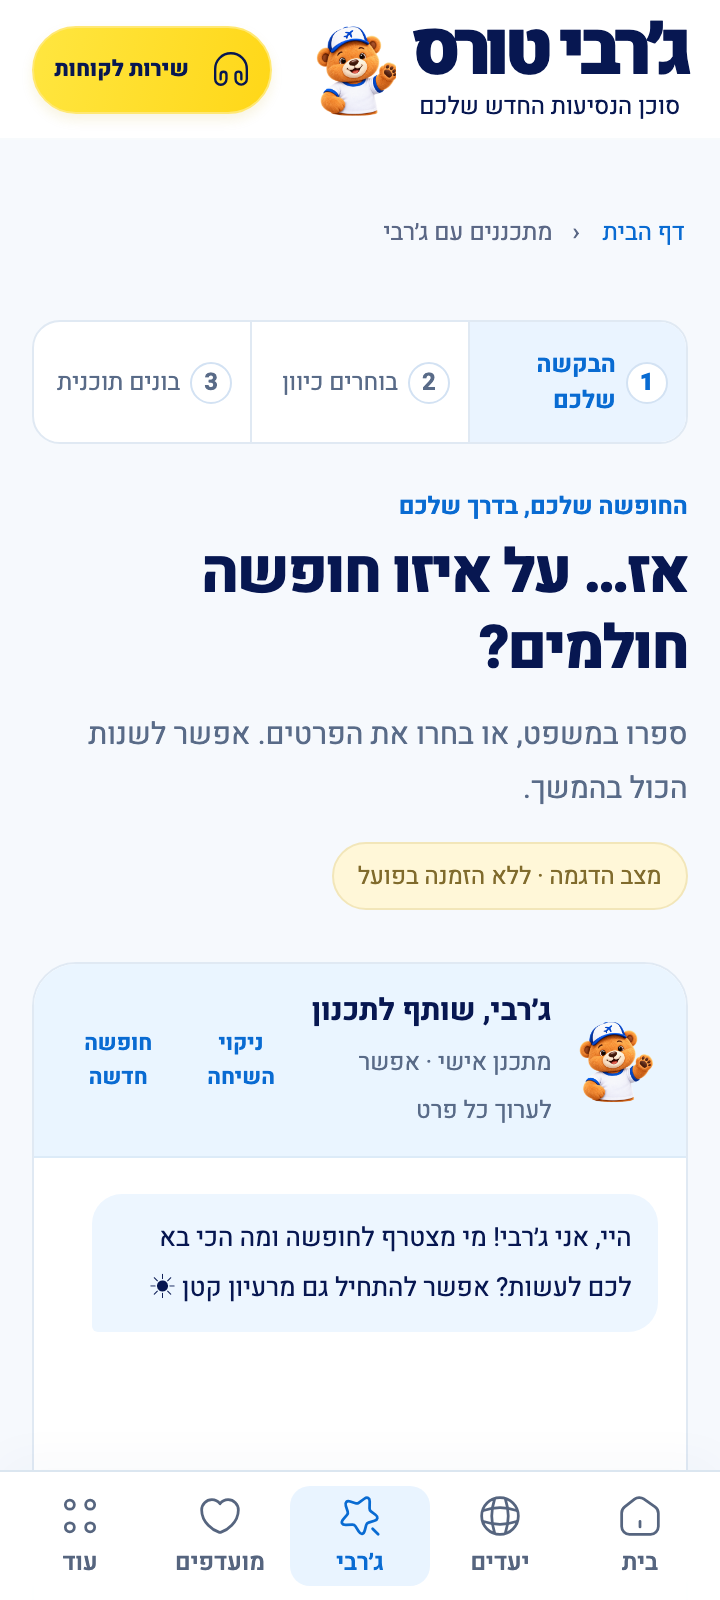 ג׳רבי טורס
סוכן הנסיעות החדש שלכם
שירות לקוחות
דף הבית › מתכננים עם ג׳רבי
1 הבקשה שלכם
2 בוחרים כיוון
3 בונים תוכנית
החופשה שלכם, בדרך שלכם
אז... על איזו חופשה
חולמים?
ספרו במשפט, או בחרו את הפרטים. אפשר לשנות
הכול בהמשך.
מצב הדגמה · ללא הזמנה בפועל
ג׳רבי, שותף לתכנון
מתכנן אישי · אפשר
לערוך כל פרט
ניקוי
השיחה
חופשה
חדשה
היי, אני ג׳רבי! מי מצטרף לחופשה ומה הכי בא
לכם לעשות? אפשר להתחיל גם מרעיון קטן ☀
בית
יעדים
ג׳רבי
מועדפים
עוד